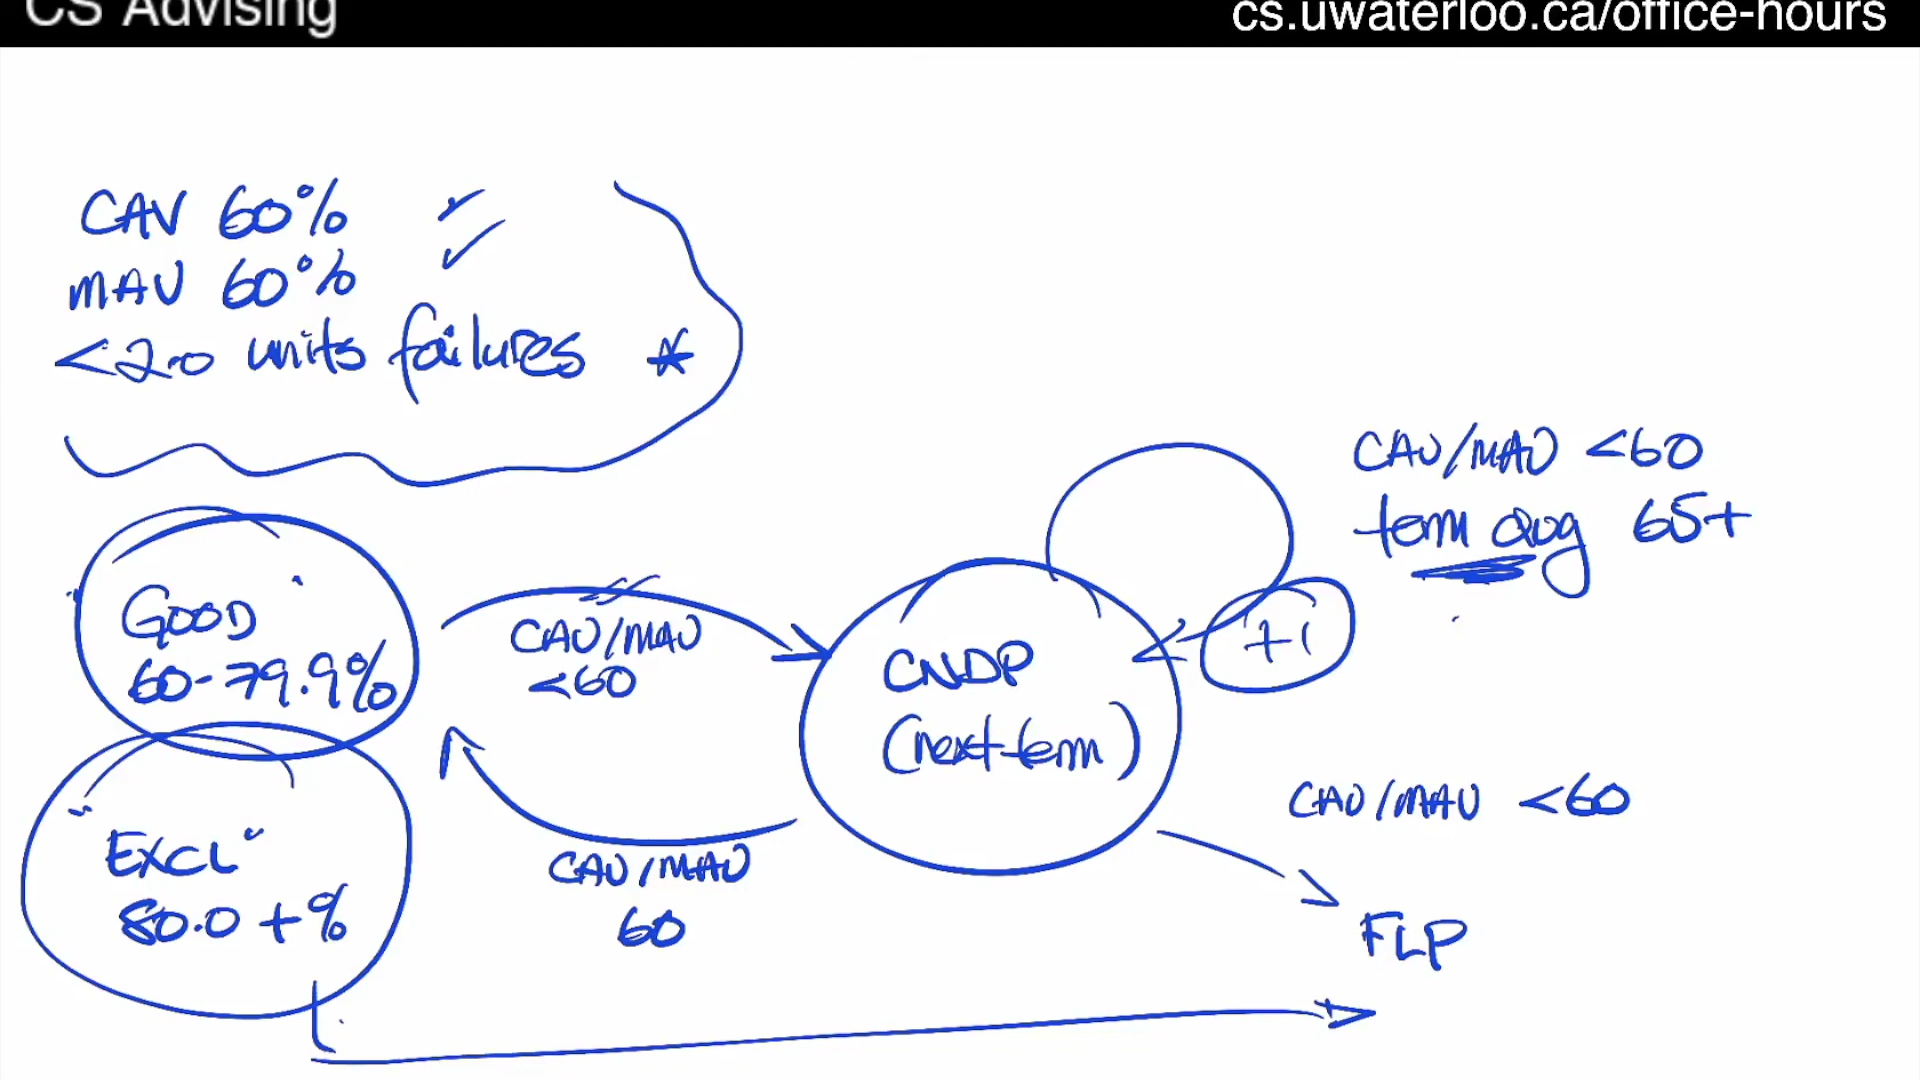 CS Advising
cs.uwaterloo.ca/office-hours
CAV 60%
MAV 60%
<2.0 units failures *
CAV/MAV <60
term avg 65+
+1
GOOD
60-79.9%
CAV/MAV
<60
CNDP
(next term)
CAV/MAV <60
EXCL
80.0+%
CAV/MAV
60
FLP